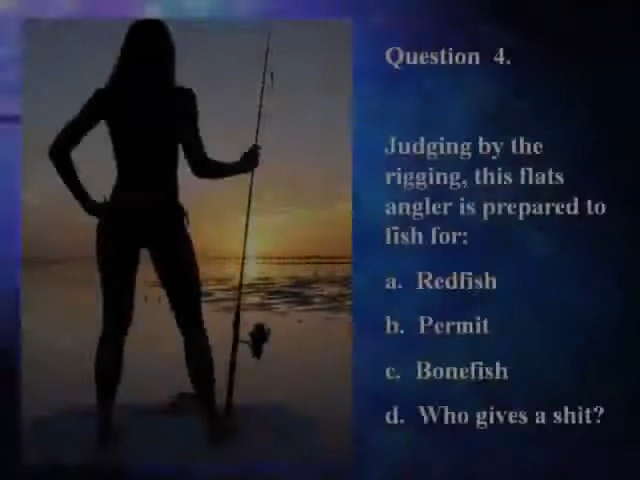 Question 4.
Judging by the
rigging, this flats
angler is prepared to
fish for:
a. Redfish
b. Permit
c. Bonefish
d. Who gives a shit?